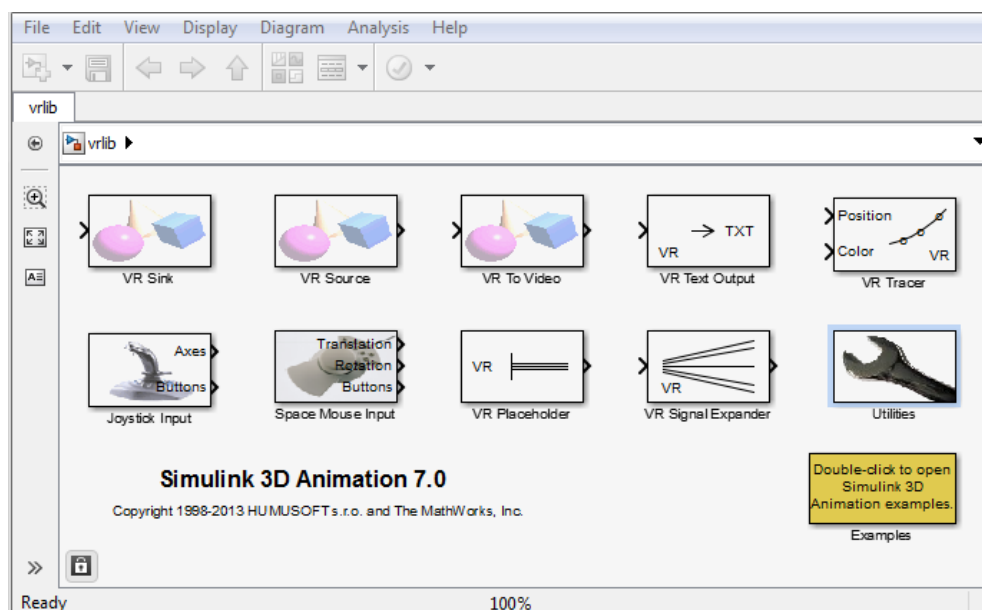 File Edit View Display Diagram Analysis Help
vrlib
vrlib
VR Sink
VR Source
VR To Video
VR → TXT
VR Text Output
Position
Color
VR
VR Tracer
Axes
Buttons
Joystick Input
Translation
Rotation
Buttons
Space Mouse Input
VR
VR Placeholder
VR
VR Signal Expander
Utilities
Simulink 3D Animation 7.0
Copyright 1998-2013 HUMUSOFT s.r.o. and The MathWorks, Inc.
Double-click to open
Simulink 3D
Animation examples.
Examples
Ready 100%